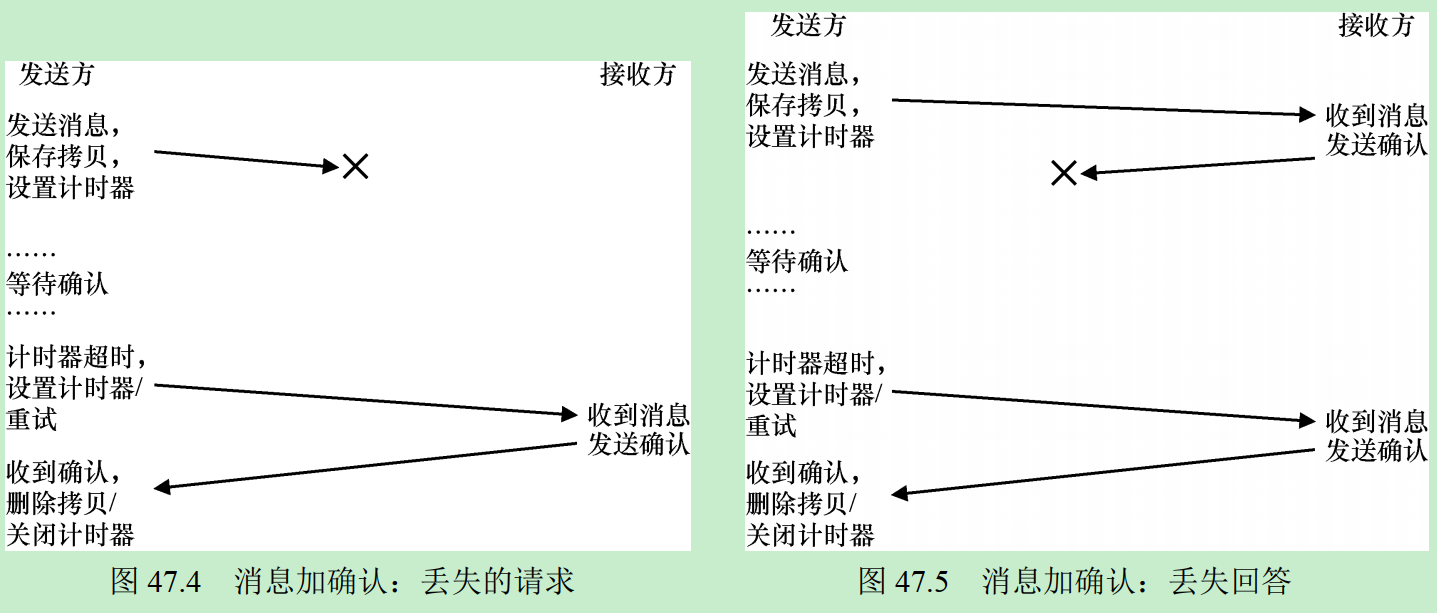 发送方 接收方
发送消息，
保存拷贝，
设置计时器
……
等待确认
……
计时器超时，
设置计时器/
重试
收到消息
发送确认
收到确认，
删除拷贝/
关闭计时器
图 47.4 消息加确认：丢失的请求
发送方 接收方
发送消息，
保存拷贝，
设置计时器
收到消息
发送确认
……
等待确认
……
计时器超时，
设置计时器/
重试
收到消息
发送确认
收到确认，
删除拷贝/
关闭计时器
图 47.5 消息加确认：丢失回答